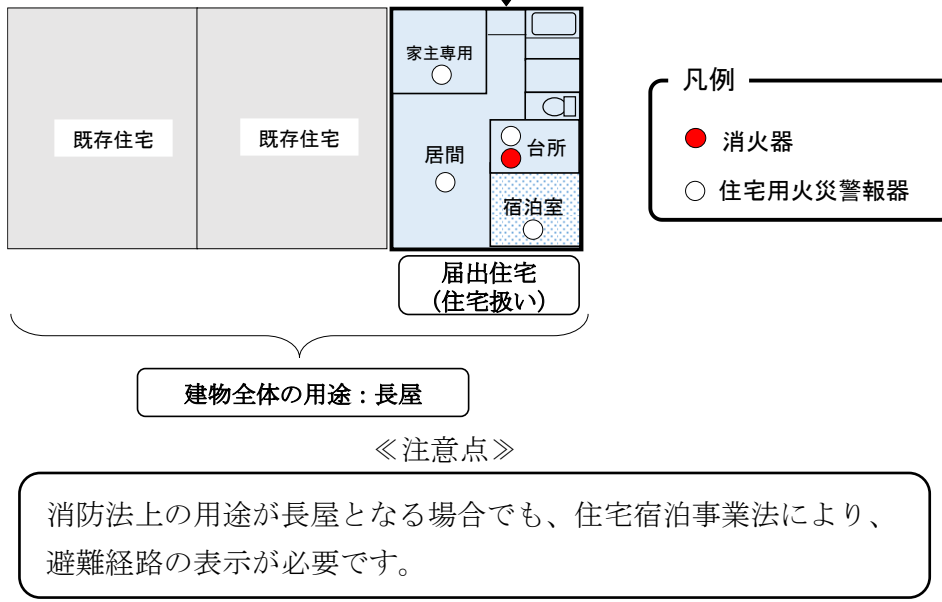 家主専用
既存住宅
既存住宅
居間
台所
宿泊室
凡例
消火器
住宅用火災警報器
届出住宅
(住宅扱い)
建物全体の用途：長屋
≪注意点≫
消防法上の用途が長屋となる場合でも、住宅宿泊事業法により、
避難経路の表示が必要です。